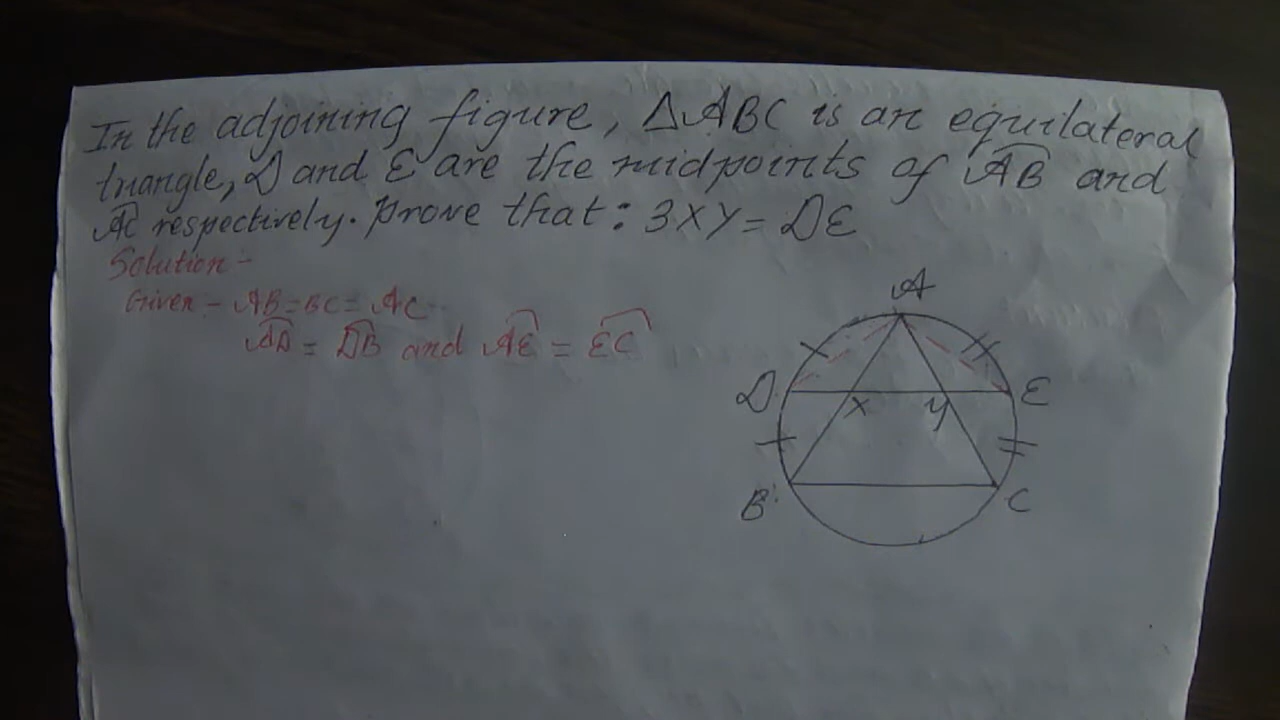 In the adjoining figure, ΔABC is an equilateral
triangle, D and E are the midpoints of AB and
AC respectively. prove that: 3XY = DE
Solution -
Given - AB = BC = AC
AD = DB and AE = EC
A
D E
X Y
B C